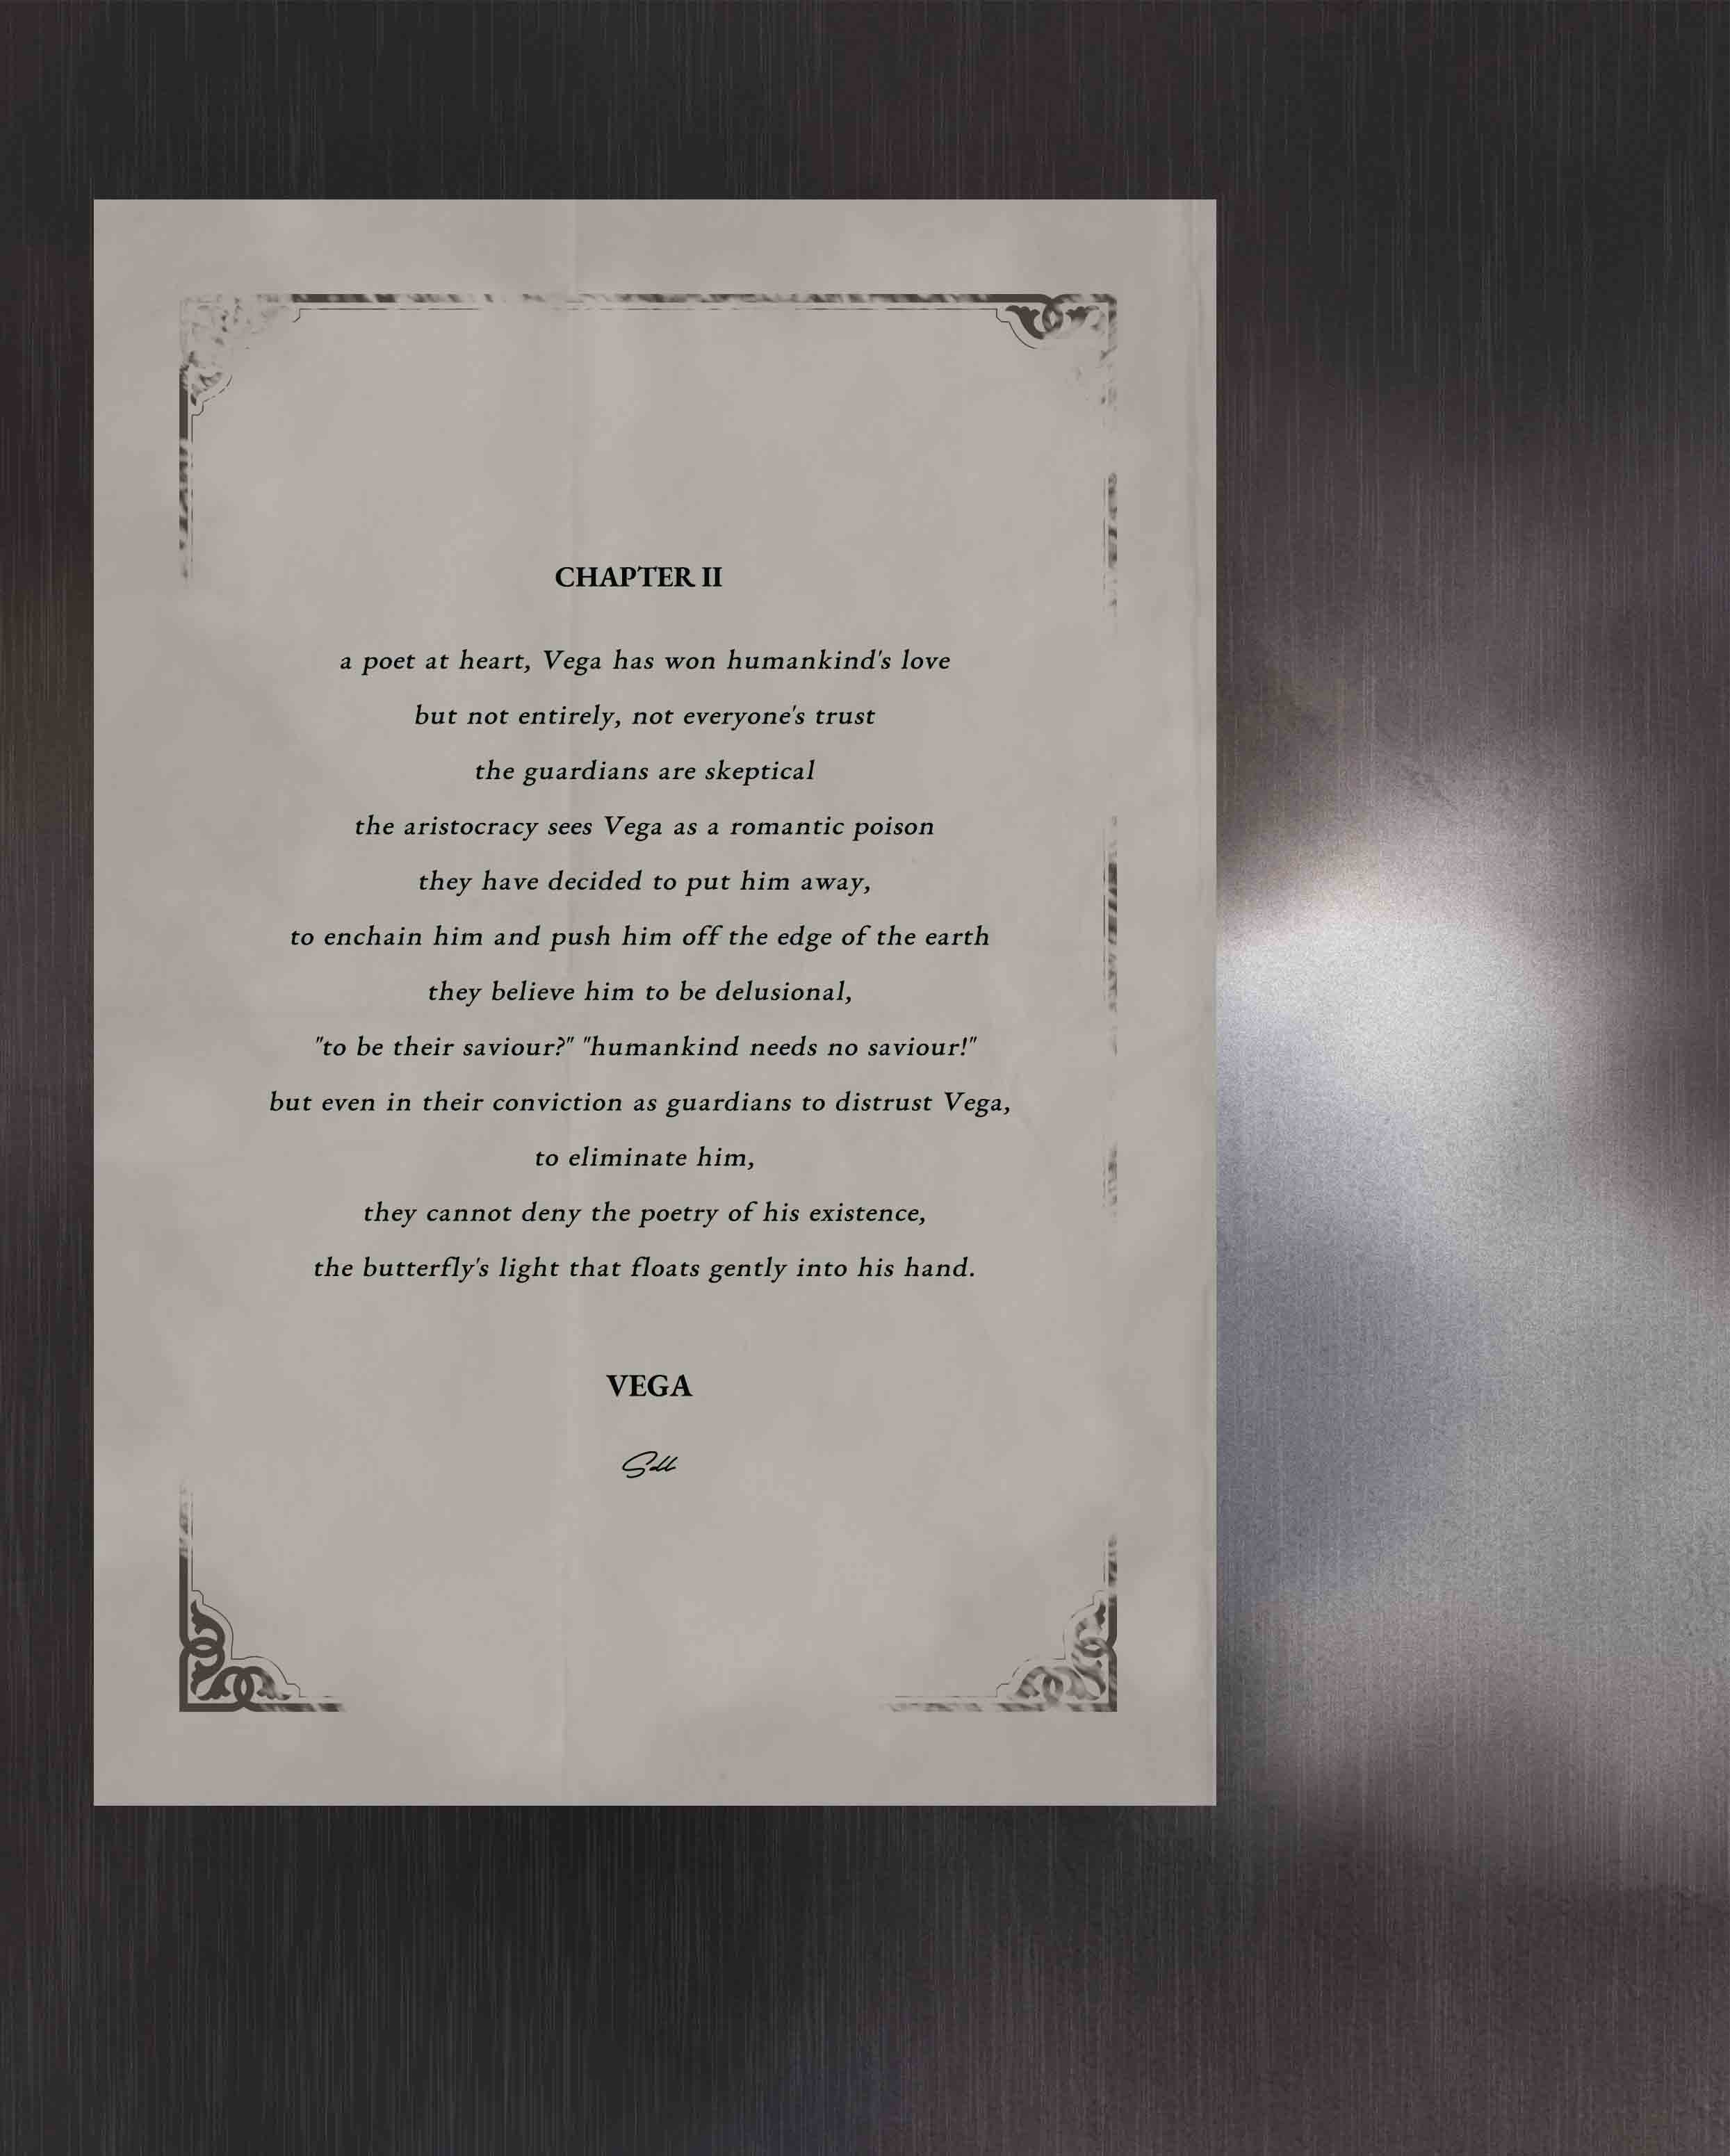 CHAPTER II
a poet at heart, Vega has won humankind's love
but not entirely, not everyone's trust
the guardians are skeptical
the aristocracy sees Vega as a romantic poison
they have decided to put him away,
to enchain him and push him off the edge of the earth
they believe him to be delusional,
"to be their saviour?" "humankind needs no saviour!"
but even in their conviction as guardians to distrust Vega,
to eliminate him,
they cannot deny the poetry of his existence,
the butterfly's light that floats gently into his hand.
VEGA